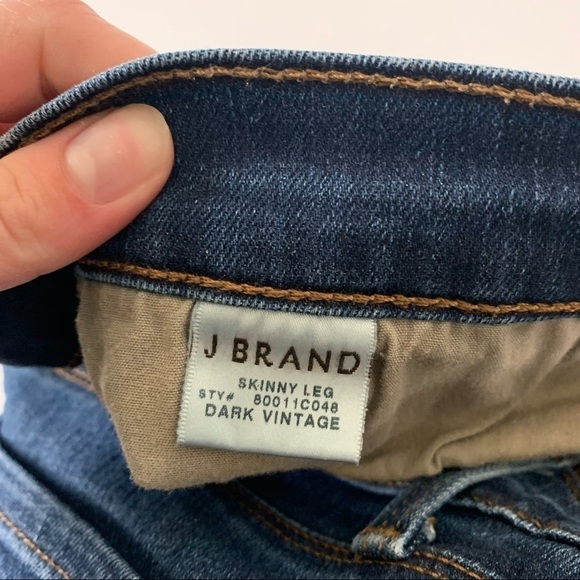 J BRAND
SKINNY LEG
STY# 80011C048
DARK VINTAGE